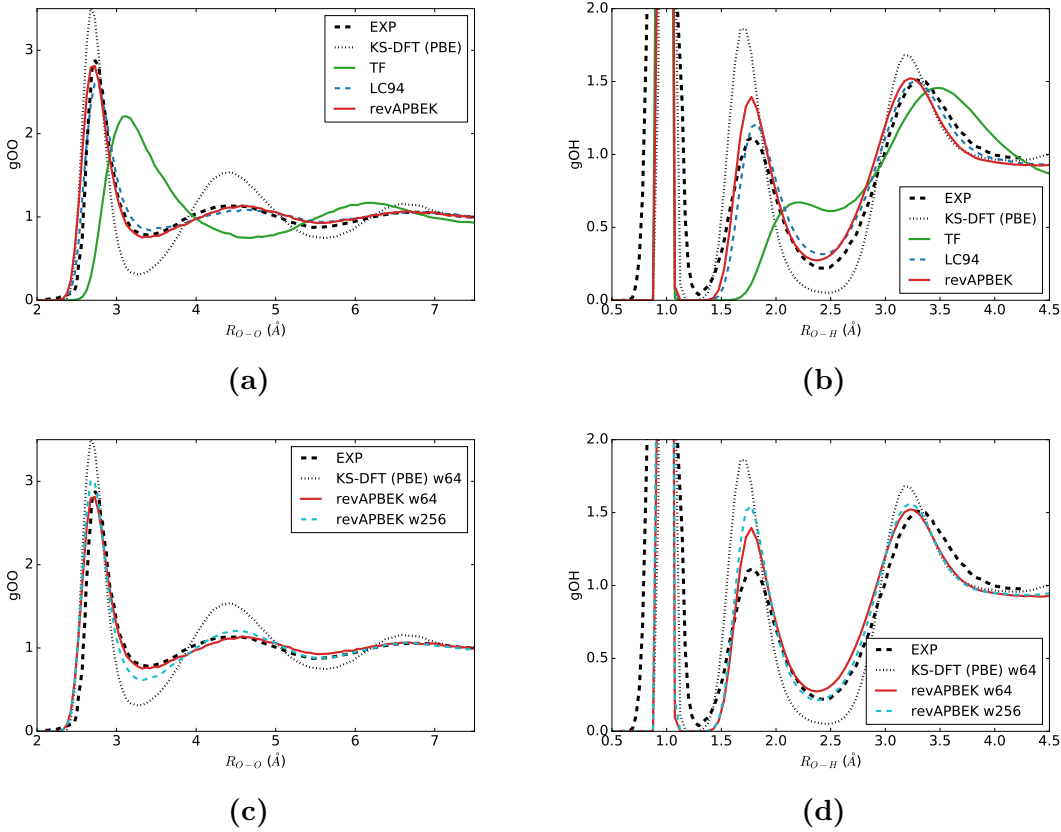 EXP
KS-DFT (PBE)
TF
LC94
revAPBEK
gOO
0
1
2
3
2 3 4 5 6 7
R_{O−O} (Å)
(a)
EXP
KS-DFT (PBE)
TF
LC94
revAPBEK
gOH
0.0
0.5
1.0
1.5
2.0
0.5 1.0 1.5 2.0 2.5 3.0 3.5 4.0 4.5
R_{O−H} (Å)
(b)
EXP
KS-DFT (PBE) w64
revAPBEK w64
revAPBEK w256
gOO
0
1
2
3
2 3 4 5 6 7
R_{O−O} (Å)
(c)
EXP
KS-DFT (PBE) w64
revAPBEK w64
revAPBEK w256
gOH
0.0
0.5
1.0
1.5
2.0
0.5 1.0 1.5 2.0 2.5 3.0 3.5 4.0 4.5
R_{O−H} (Å)
(d)